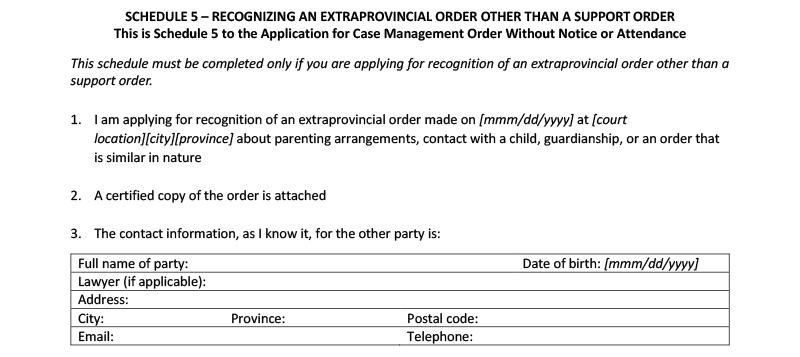 SCHEDULE 5 – RECOGNIZING AN EXTRAPROVINCIAL ORDER OTHER THAN A SUPPORT ORDER
This is Schedule 5 to the Application for Case Management Order Without Notice or Attendance
This schedule must be completed only if you are applying for recognition of an extraprovincial order other than a
support order.
1. I am applying for recognition of an extraprovincial order made on [mmm/dd/yyyy] at [court
location][city][province] about parenting arrangements, contact with a child, guardianship, or an order that
is similar in nature
2. A certified copy of the order is attached
3. The contact information, as I know it, for the other party is:
Full name of party: Date of birth: [mmm/dd/yyyy]
Lawyer (if applicable):
Address:
City: Province: Postal code:
Email: Telephone: